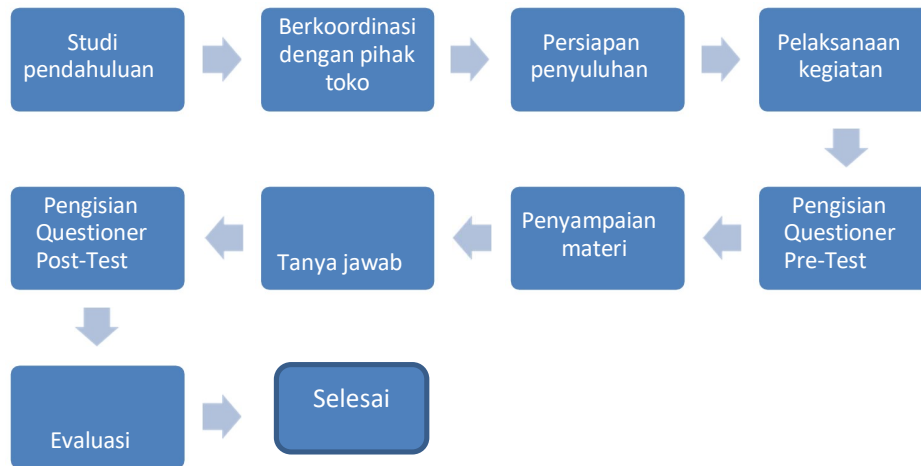 Studi
pendahuluan
Berkoordinasi
dengan pihak
toko
Persiapan
penyuluhan
Pelaksanaan
kegiatan
Pengisian
Questioner
Pre-Test
Penyampaian
materi
Tanya jawab
Pengisian
Questioner
Post-Test
Evaluasi
Selesai